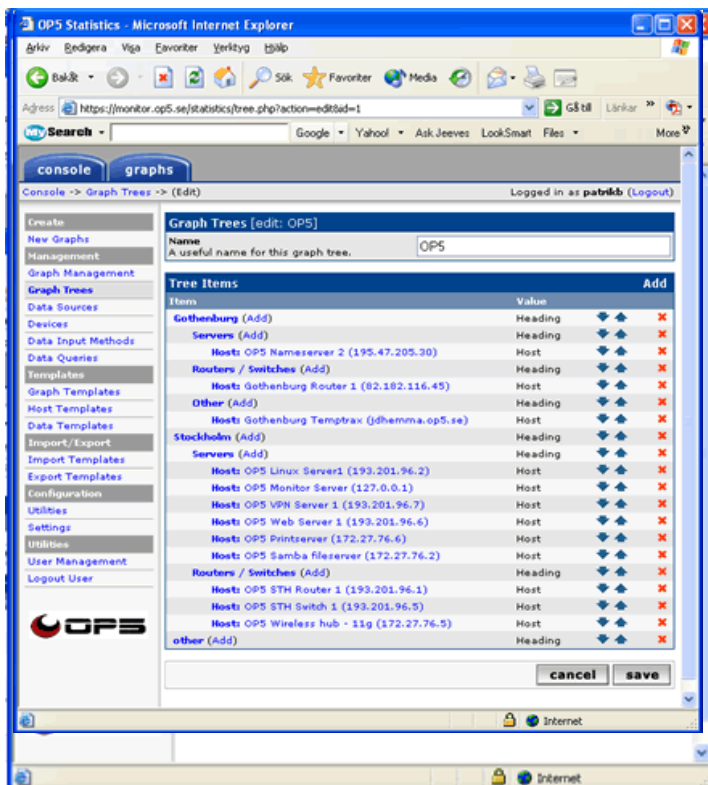 OP5 Statistics - Microsoft Internet Explorer
Arkiv Redigera Visa Favoriter Verktyg Hjälp
Bakåt Sök Favoriter Media
Adress https://monitor.op5.se/statistics/tree.php?action=edit&id=1 Gå till Länkar »
My Search Google Yahoo! Ask Jeeves LookSmart Files More
console graphs
Console -> Graph Trees -> (Edit) Logged in as patrikb (Logout)
Create
New Graphs
Management
Graph Management
Graph Trees
Data Sources
Devices
Data Input Methods
Data Queries
Templates
Graph Templates
Host Templates
Data Templates
Import/Export
Import Templates
Export Templates
Configuration
Utilities
Settings
Utilities
User Management
Logout User
OP5
Graph Trees [edit: OP5]
Name
A useful name for this graph tree.
OP5
Tree Items Add
Item Value
Gothenburg (Add) Heading
Servers (Add) Heading
Host: OP5 Nameserver 2 (195.47.205.30) Host
Routers / Switches (Add) Heading
Host: Gothenburg Router 1 (82.182.116.45) Host
Other (Add) Heading
Host: Gothenburg Temptrax (jdhemma.op5.se) Host
Stockholm (Add) Heading
Servers (Add) Heading
Host: OP5 Linux Server1 (193.201.96.2) Host
Host: OP5 Monitor Server (127.0.0.1) Host
Host: OP5 VPN Server 1 (193.201.96.7) Host
Host: OP5 Web Server 1 (193.201.96.6) Host
Host: OP5 Printserver (172.27.76.6) Host
Host: OP5 Samba fileserver (172.27.76.2) Host
Routers / Switches (Add) Heading
Host: OP5 STH Router 1 (193.201.96.1) Host
Host: OP5 STH Switch 1 (193.201.96.5) Host
Host: OP5 Wireless hub - 11g (172.27.76.5) Host
other (Add) Heading
cancel save
Internet
Internet